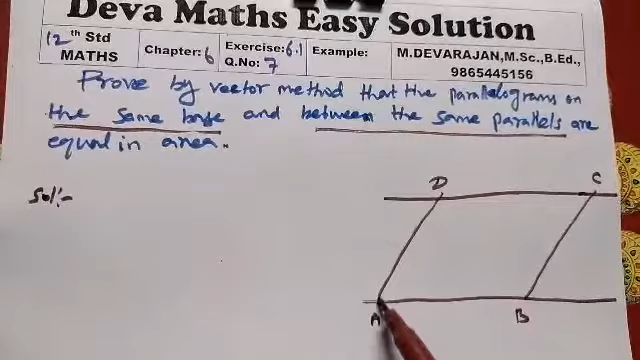 Deva Maths Easy Solution
12th Std
MATHS
Chapter: 6
Exercise: 6.1
Q.No: 7
Example:
M.DEVARAJAN,M.Sc.,B.Ed.,
9865445156
Prove by vector method that the parallelograms on
the same base and between the same parallels are
equal in area.
Sol:-
D C
A B